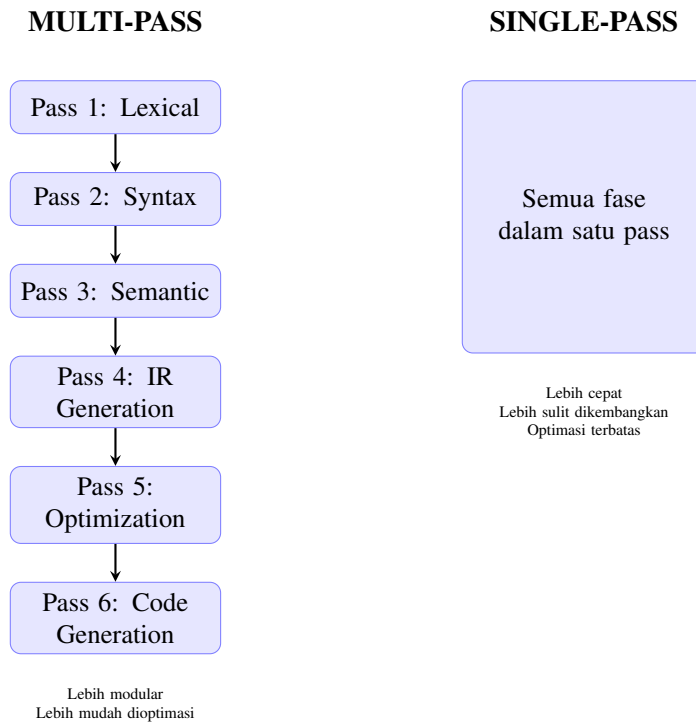 MULTI-PASS
Pass 1: Lexical
Pass 2: Syntax
Pass 3: Semantic
Pass 4: IR
Generation
Pass 5:
Optimization
Pass 6: Code
Generation
Lebih modular
Lebih mudah dioptimasi
SINGLE-PASS
Semua fase
dalam satu pass
Lebih cepat
Lebih sulit dikembangkan
Optimasi terbatas